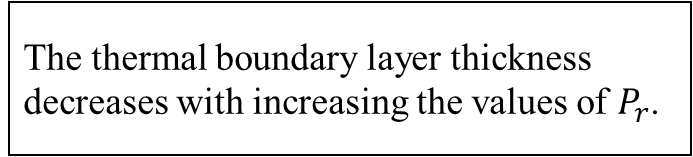 The thermal boundary layer thickness
decreases with increasing the values of Pᵣ.